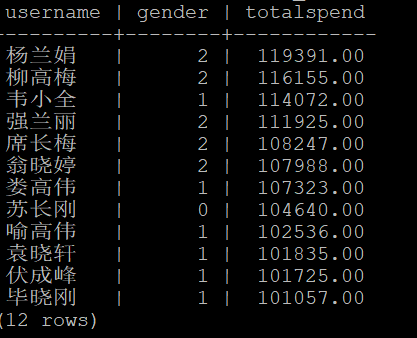 username | gender | totalspend
----------+--------+------------
杨兰娟 | 2 | 119391.00
柳高梅 | 2 | 116155.00
韦小全 | 1 | 114072.00
强兰丽 | 2 | 111925.00
席长梅 | 2 | 108247.00
翁晓婷 | 2 | 107988.00
娄高伟 | 1 | 107323.00
苏长刚 | 0 | 104640.00
喻高伟 | 1 | 102536.00
袁晓轩 | 1 | 101835.00
伏成峰 | 1 | 101725.00
毕晓刚 | 1 | 101057.00
(12 rows)